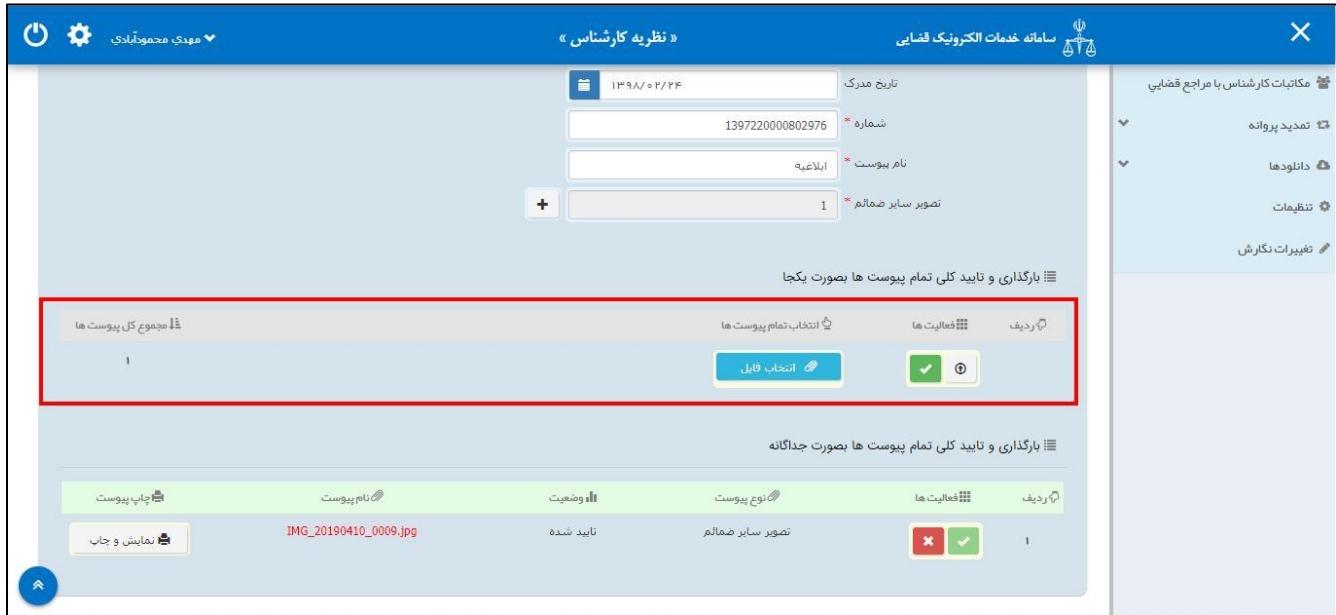 سامانه خدمات الکترونیک قضایی
« نظریه کارشناس »
مهدي محمودآبادي
مکاتبات کارشناس با مراجع قضایي
تمدید پروانه
دانلودها
تنظیمات
تغییرات نگارش
تاریخ مدرک
۱۳۹۸/۰۲/۲۴
شماره *
1397220000802976
نام پیوست *
ابلاغیه
تصویر سایر ضمائم *
1
بارگذاری و تایید کلی تمام پیوست ها بصورت یکجا
ردیف فعالیت ها انتخاب تمام پیوست ها مجموع کل پیوست ها
انتخاب فایل ۱
بارگذاری و تایید کلی تمام پیوست ها بصورت جداگانه
ردیف فعالیت ها نوع پیوست وضعیت نام پیوست چاپ پیوست
۱ تصویر سایر ضمائم تایید شده IMG_20190410_0009.jpg نمایش و چاپ